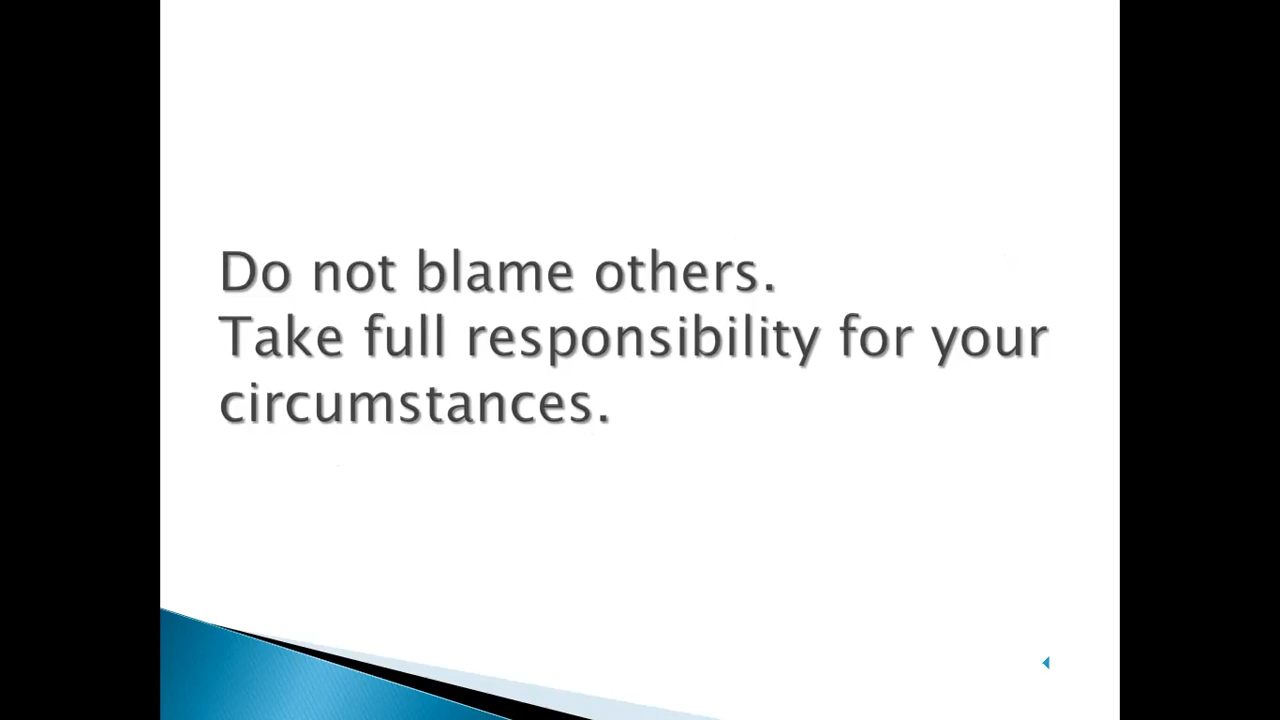 Do not blame others.
Take full responsibility for your
circumstances.